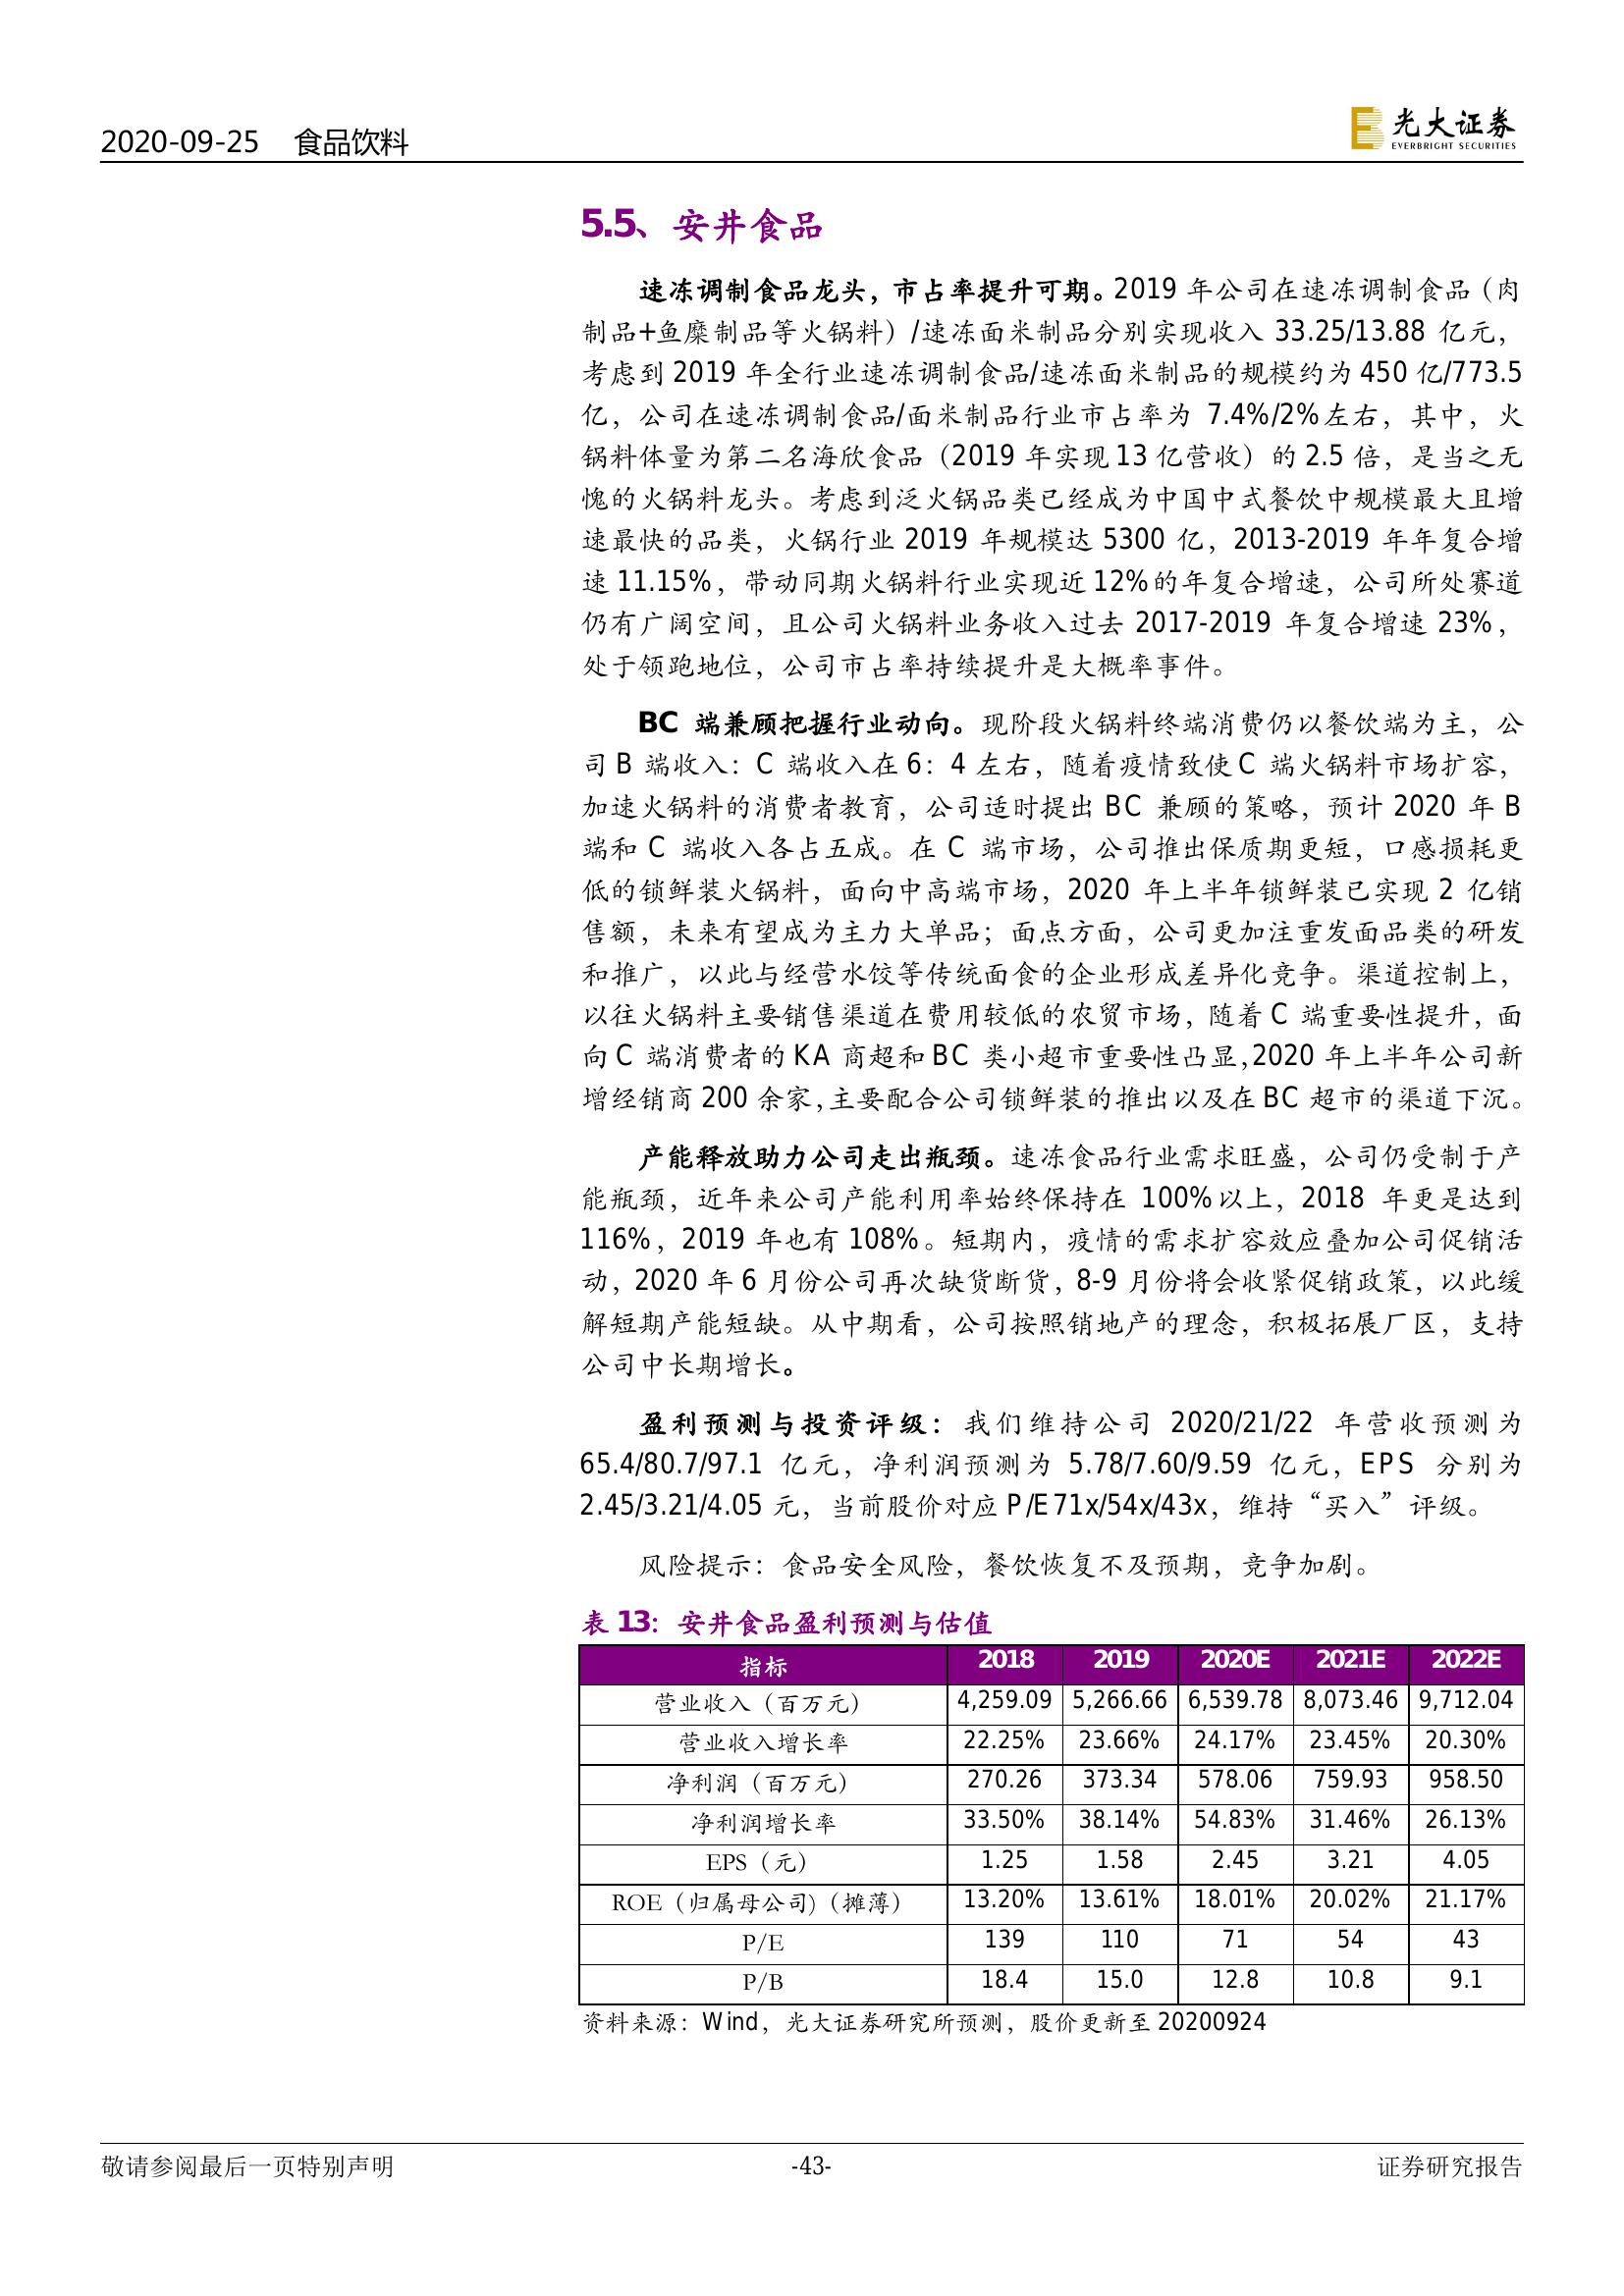 2020-09-25 食品饮料
光大证券
EVERBRIGHT SECURITIES
5.5、安井食品
速冻调制食品龙头，市占率提升可期。2019 年公司在速冻调制食品（肉
制品+鱼糜制品等火锅料）/速冻面米制品分别实现收入 33.25/13.88 亿元，
考虑到 2019 年全行业速冻调制食品/速冻面米制品的规模约为 450 亿/773.5
亿，公司在速冻调制食品/面米制品行业市占率为 7.4%/2%左右，其中，火
锅料体量为第二名海欣食品（2019 年实现 13 亿营收）的 2.5 倍，是当之无
愧的火锅料龙头。考虑到泛火锅品类已经成为中国中式餐饮中规模最大且增
速最快的品类，火锅行业 2019 年规模达 5300 亿，2013-2019 年年复合增
速 11.15%，带动同期火锅料行业实现近 12%的年复合增速，公司所处赛道
仍有广阔空间，且公司火锅料业务收入过去 2017-2019 年复合增速 23%，
处于领跑地位，公司市占率持续提升是大概率事件。
BC 端兼顾把握行业动向。现阶段火锅料终端消费仍以餐饮端为主，公
司 B 端收入：C 端收入在 6：4 左右，随着疫情致使 C 端火锅料市场扩容，
加速火锅料的消费者教育，公司适时提出 BC 兼顾的策略，预计 2020 年 B
端和 C 端收入各占五成。在 C 端市场，公司推出保质期更短，口感损耗更
低的锁鲜装火锅料，面向中高端市场，2020 年上半年锁鲜装已实现 2 亿销
售额，未来有望成为主力大单品；面点方面，公司更加注重发面品类的研发
和推广，以此与经营水饺等传统面食的企业形成差异化竞争。渠道控制上，
以往火锅料主要销售渠道在费用较低的农贸市场，随着 C 端重要性提升，面
向 C 端消费者的 KA 商超和 BC 类小超市重要性凸显，2020 年上半年公司新
增经销商 200 余家，主要配合公司锁鲜装的推出以及在 BC 超市的渠道下沉。
产能释放助力公司走出瓶颈。速冻食品行业需求旺盛，公司仍受制于产
能瓶颈，近年来公司产能利用率始终保持在 100%以上，2018 年更是达到
116%，2019 年也有 108%。短期内，疫情的需求扩容效应叠加公司促销活
动，2020 年 6 月份公司再次缺货断货，8-9 月份将会收紧促销政策，以此缓
解短期产能短缺。从中期看，公司按照销地产的理念，积极拓展厂区，支持
公司中长期增长。
盈利预测与投资评级：我们维持公司 2020/21/22 年营收预测为
65.4/80.7/97.1 亿元，净利润预测为 5.78/7.60/9.59 亿元，EPS 分别为
2.45/3.21/4.05 元，当前股价对应 P/E 71x/54x/43x，维持“买入”评级。
风险提示：食品安全风险，餐饮恢复不及预期，竞争加剧。
表 13：安井食品盈利预测与估值
指标 2018 2019 2020E 2021E 2022E
营业收入（百万元） 4,259.09 5,266.66 6,539.78 8,073.46 9,712.04
营业收入增长率 22.25% 23.66% 24.17% 23.45% 20.30%
净利润（百万元） 270.26 373.34 578.06 759.93 958.50
净利润增长率 33.50% 38.14% 54.83% 31.46% 26.13%
EPS（元） 1.25 1.58 2.45 3.21 4.05
ROE（归属母公司)（摊薄） 13.20% 13.61% 18.01% 20.02% 21.17%
P/E 139 110 71 54 43
P/B 18.4 15.0 12.8 10.8 9.1
资料来源：Wind，光大证券研究所预测，股价更新至 20200924
敬请参阅最后一页特别声明 -43- 证券研究报告